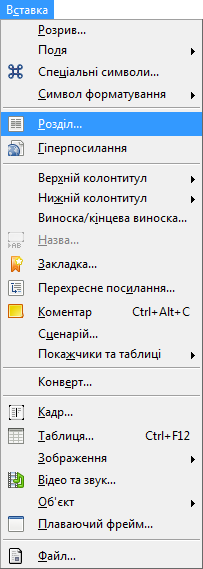 Вставка
Розрив...
Поля
Спеціальні символи...
Символ форматування
Розділ...
Гіперпосилання
Верхній колонтитул
Нижній колонтитул
Виноска/кінцева виноска...
Назва...
Закладка...
Перехресне посилання...
Коментар Ctrl+Alt+C
Сценарій...
Покажчики та таблиці
Конверт...
Кадр...
Таблиця... Ctrl+F12
Зображення
Відео та звук...
Об'єкт
Плаваючий фрейм...
Файл...